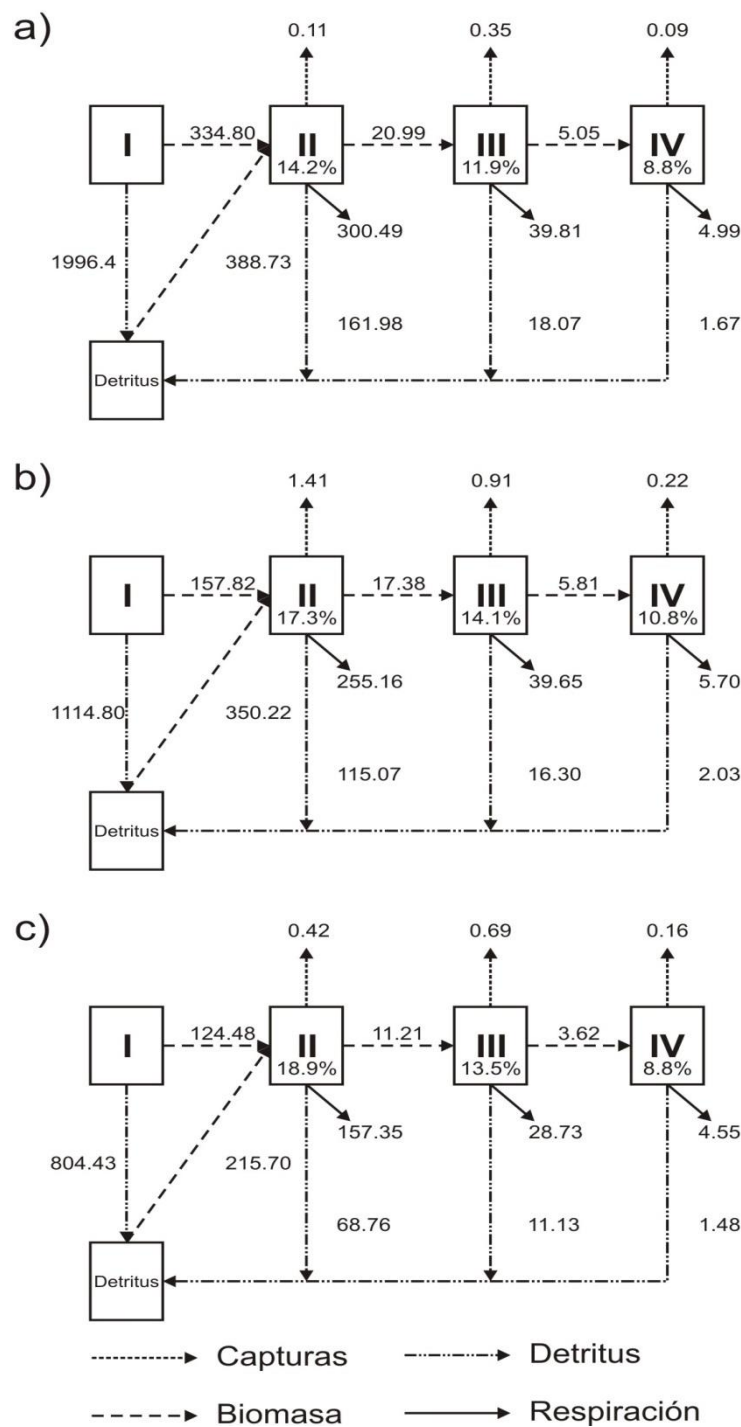 a)
0.11 0.35 0.09
I 334.80 II 20.99 III 5.05 IV
14.2% 11.9% 8.8%
300.49 39.81 4.99
1996.4 388.73
161.98 18.07 1.67
Detritus
b)
1.41 0.91 0.22
I 157.82 II 17.38 III 5.81 IV
17.3% 14.1% 10.8%
255.16 39.65 5.70
1114.80 350.22
115.07 16.30 2.03
Detritus
c)
0.42 0.69 0.16
I 124.48 II 11.21 III 3.62 IV
18.9% 13.5% 8.8%
157.35 28.73 4.55
804.43 215.70
68.76 11.13 1.48
Detritus
Capturas Detritus
Biomasa Respiración